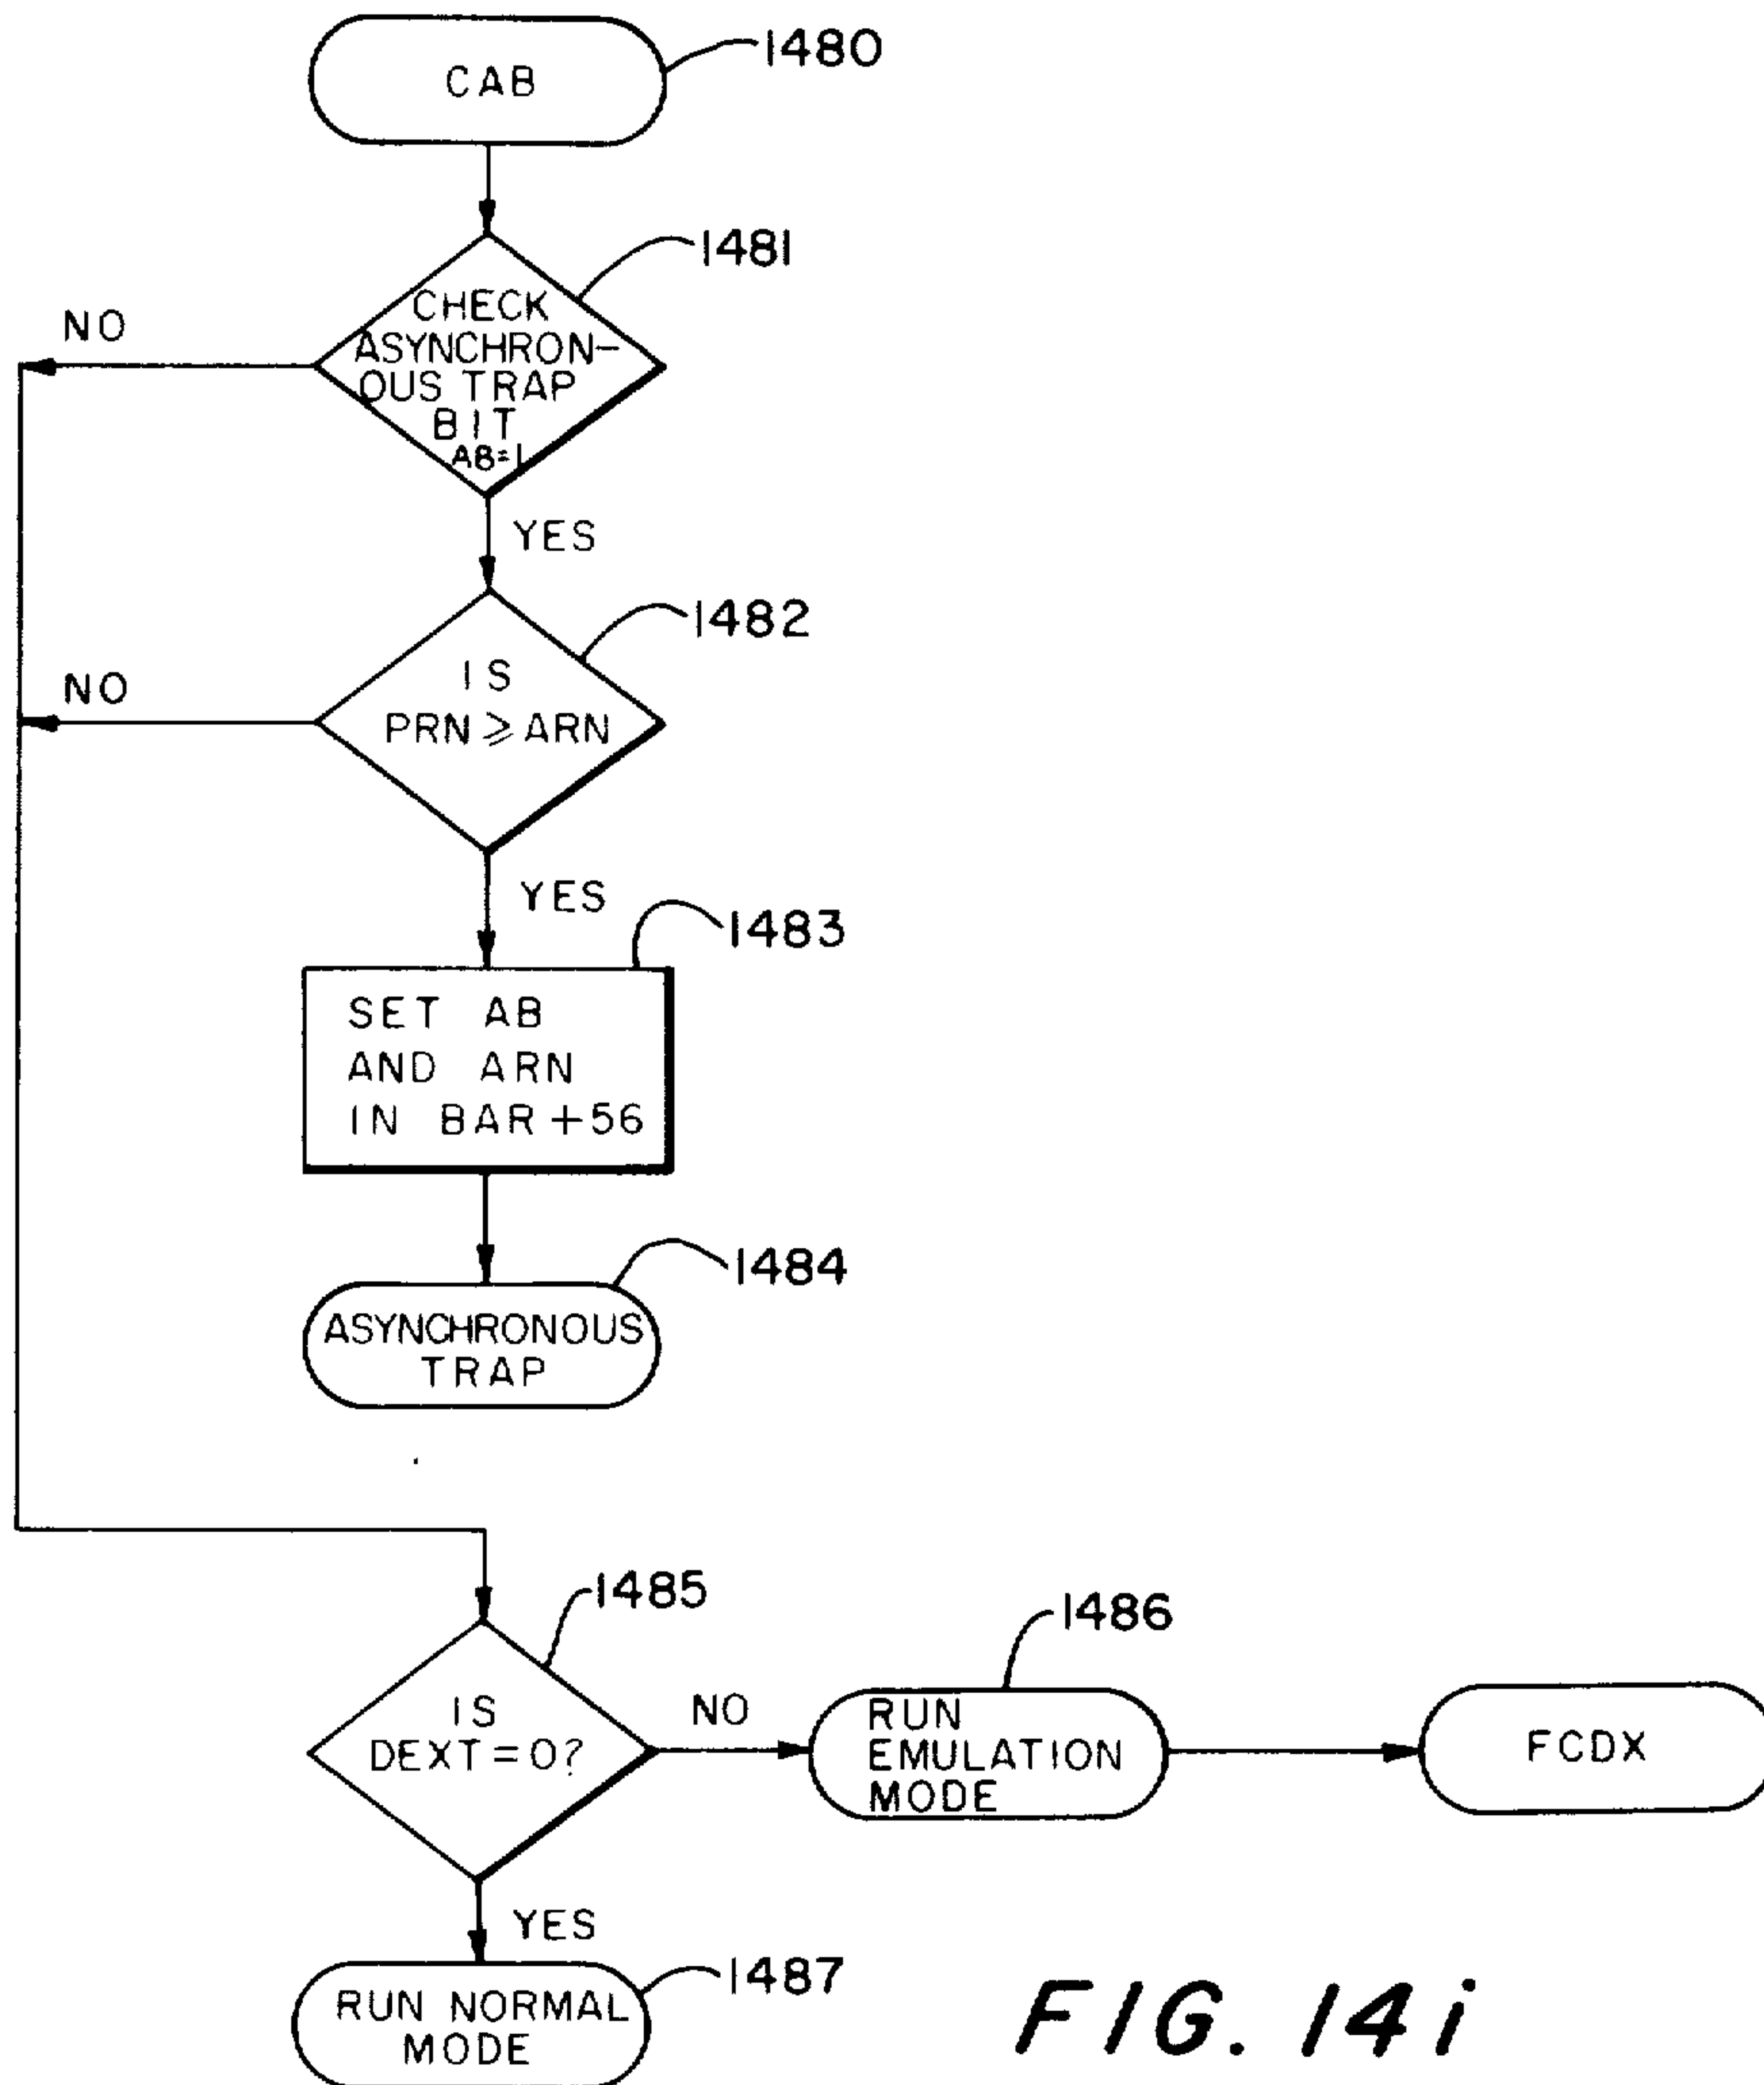 1480
CAB
1481
CHECK
ASYNCHRON-
OUS TRAP
BIT
AB=1
NO
YES
1482
IS
PRN ⩾ ARN
NO
YES
1483
SET AB
AND ARN
IN BAR+56
1484
ASYNCHRONOUS
TRAP
1485
IS
DEXT=0?
NO
1486
RUN
EMULATION
MODE
FCDX
YES
1487
RUN NORMAL
MODE
FIG. 14i